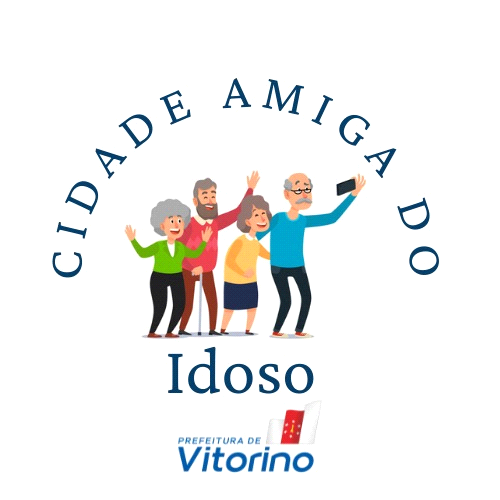 CIDADE AMIGA DO
Idoso
PREFEITURA DE
Vitorino